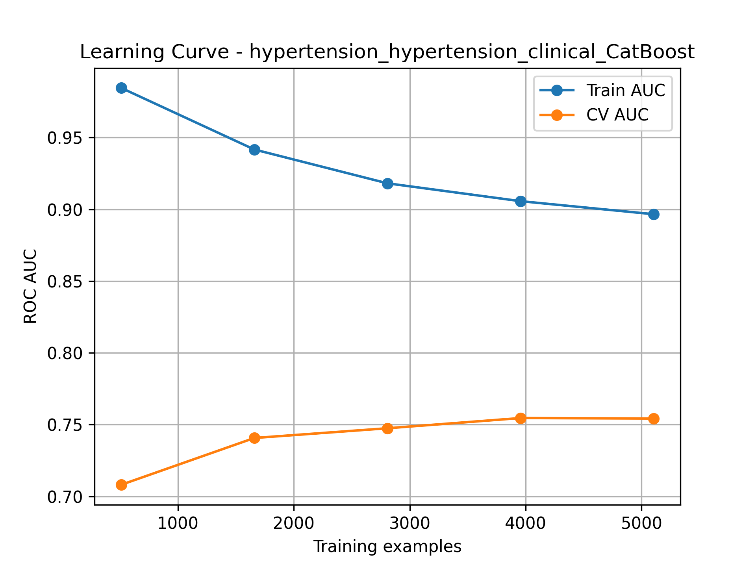 Learning Curve - hypertension_hypertension_clinical_CatBoost
Train AUC
CV AUC
ROC AUC
0.95
0.90
0.85
0.80
0.75
0.70
1000 2000 3000 4000 5000
Training examples